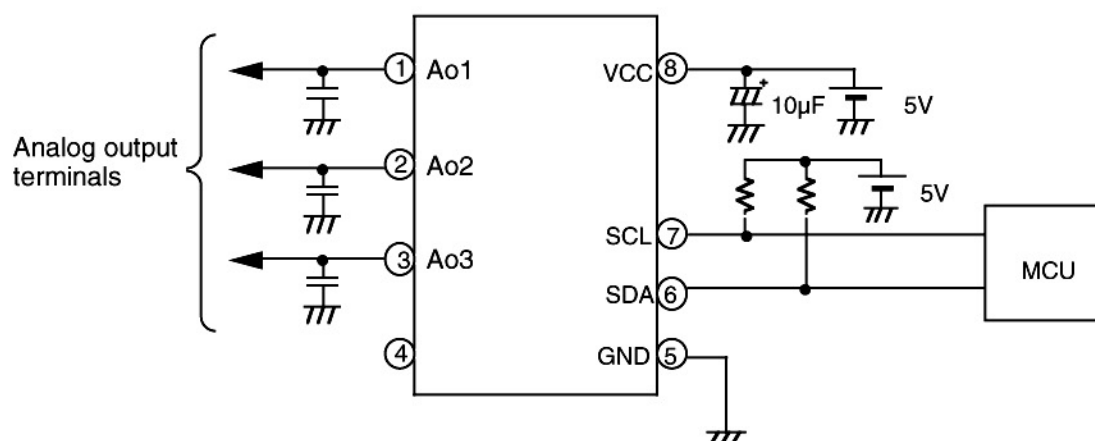 Analog output
terminals
① Ao1
② Ao2
③ Ao3
④
VCC ⑧
SCL ⑦
SDA ⑥
GND ⑤
+
10µF
5V
5V
MCU